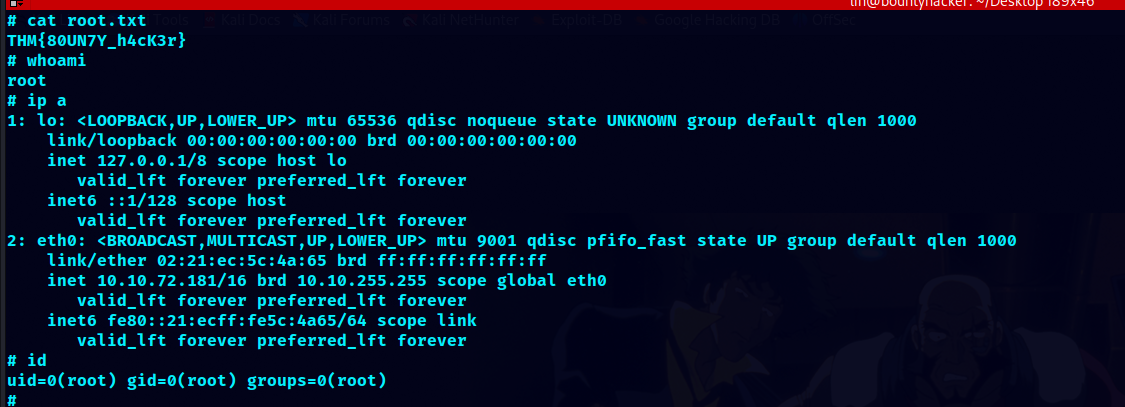 lin@bountyhacker: ~/Desktop 189x46
Tools Kali Docs Kali Forums Kali NetHunter Exploit-DB Google Hacking DB OffSec
# cat root.txt
THM{80UN7Y_h4cK3r}
# whoami
root
# ip a
1: lo: <LOOPBACK,UP,LOWER_UP> mtu 65536 qdisc noqueue state UNKNOWN group default qlen 1000
    link/loopback 00:00:00:00:00:00 brd 00:00:00:00:00:00
    inet 127.0.0.1/8 scope host lo
       valid_lft forever preferred_lft forever
    inet6 ::1/128 scope host
       valid_lft forever preferred_lft forever
2: eth0: <BROADCAST,MULTICAST,UP,LOWER_UP> mtu 9001 qdisc pfifo_fast state UP group default qlen 1000
    link/ether 02:21:ec:5c:4a:65 brd ff:ff:ff:ff:ff:ff
    inet 10.10.72.181/16 brd 10.10.255.255 scope global eth0
       valid_lft forever preferred_lft forever
    inet6 fe80::21:ecff:fe5c:4a65/64 scope link
       valid_lft forever preferred_lft forever
# id
uid=0(root) gid=0(root) groups=0(root)
#